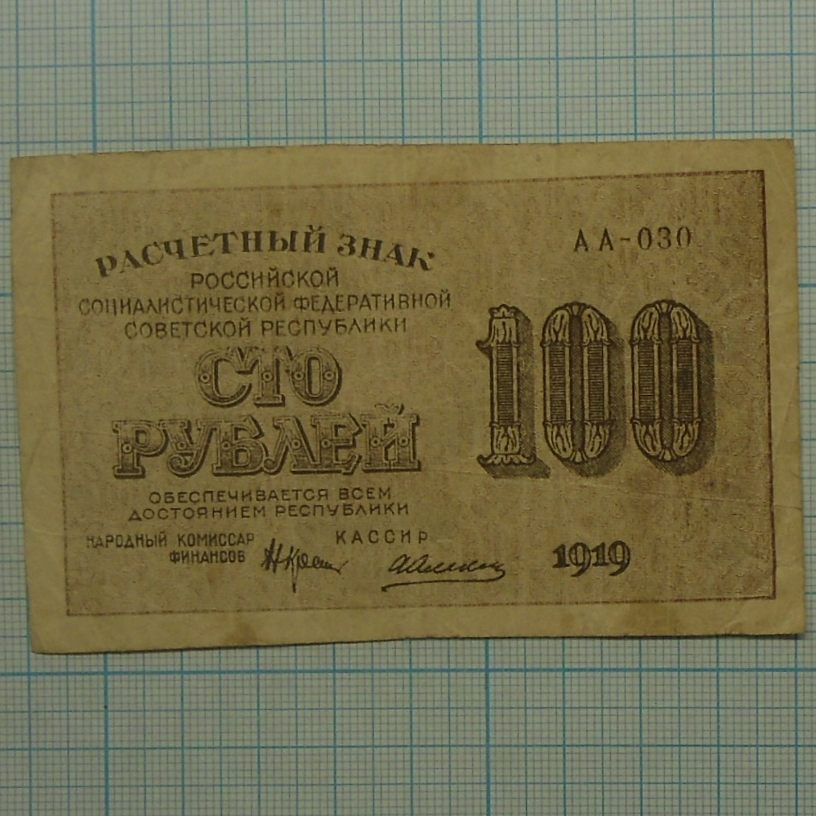 РАСЧЕТНЫЙ ЗНАК
РОССИЙСКОЙ
СОЦИАЛИСТИЧЕСКОЙ ФЕДЕРАТИВНОЙ
СОВЕТСКОЙ РЕСПУБЛИКИ
СТО
РУБЛЕЙ
ОБЕСПЕЧИВАЕТСЯ ВСЕМ
ДОСТОЯНИЕМ РЕСПУБЛИКИ
НАРОДНЫЙ КОМИССАР
ФИНАНСОВ
КАССИР
АА-030
100
1919